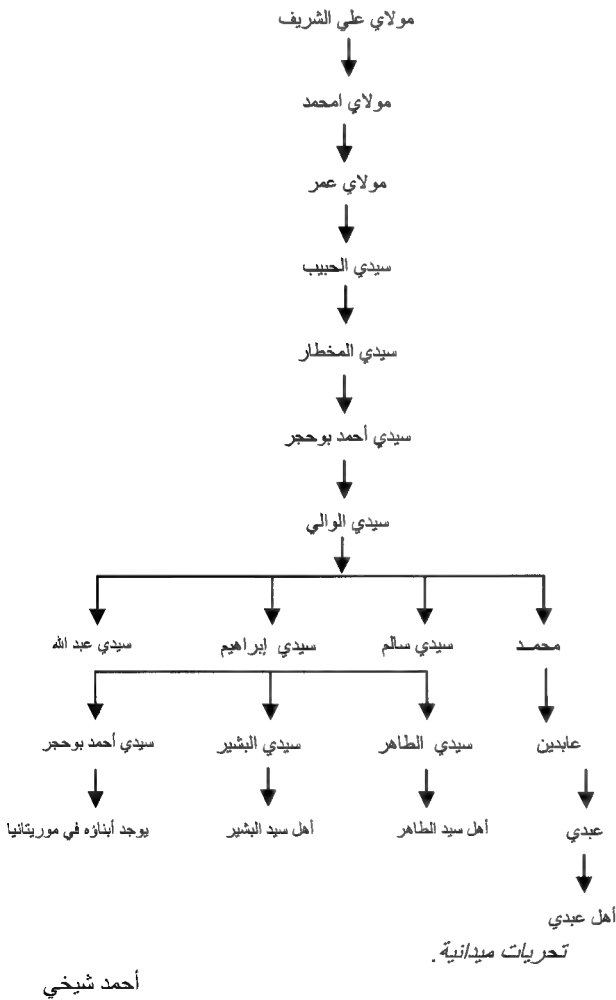 مولاي علي الشريف
مولاي امحمد
مولاي عمر
سيدي الحبيب
سيدي المخطار
سيدي أحمد بوحجر
سيدي الوالي
محمـد سيدي سالم سيدي إبراهيم سيدي عبد الله
عابدين سيدي الطاهر سيدي البشير سيدي أحمد بوحجر
عبدي أهل سيد الطاهر أهل سيد البشير يوجد أبناؤه في موريتانيا
أهل عبدي
تحريات ميدانية.
أحمد شيخي